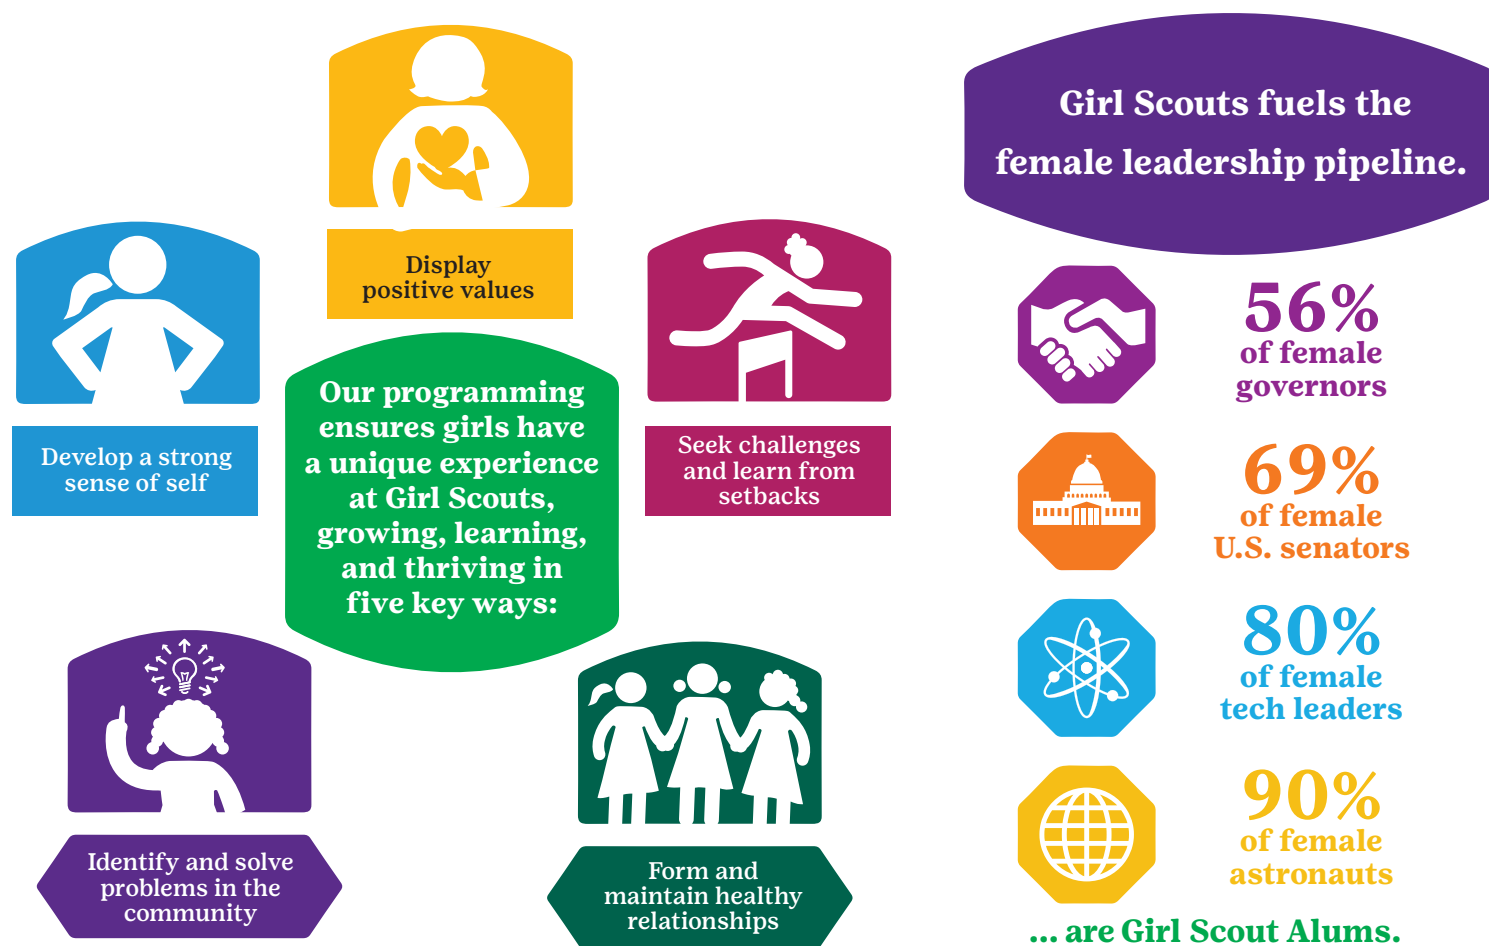 Display
positive values
Develop a strong
sense of self
Seek challenges
and learn from
setbacks
Our programming
ensures girls have
a unique experience
at Girl Scouts,
growing, learning,
and thriving in
five key ways:
Identify and solve
problems in the
community
Form and
maintain healthy
relationships
Girl Scouts fuels the
female leadership pipeline.
56%
of female
governors
69%
of female
U.S. senators
80%
of female
tech leaders
90%
of female
astronauts
... are Girl Scout Alums.